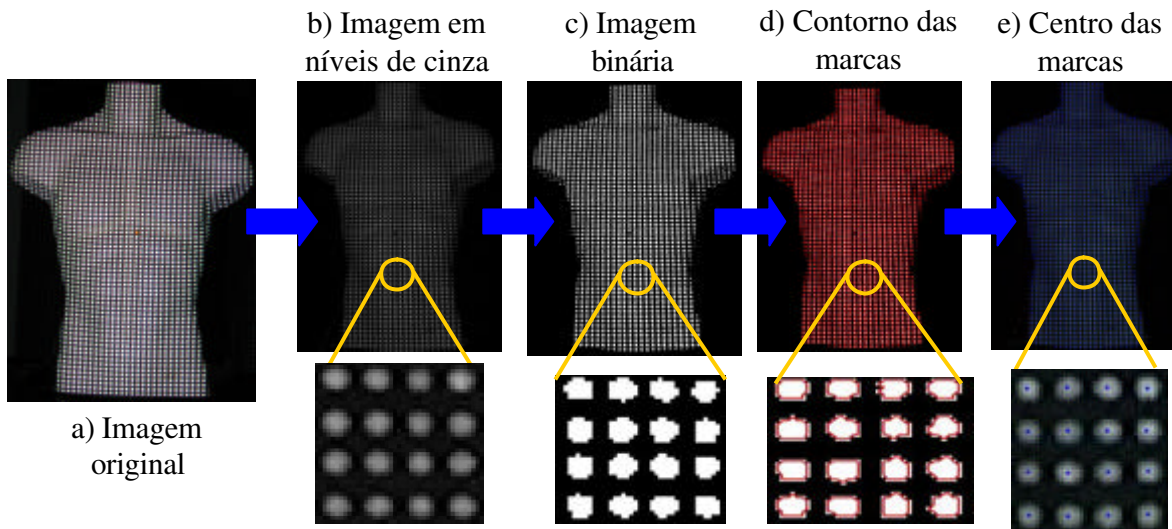 b) Imagem em
níveis de cinza
c) Imagem
binária
d) Contorno das
marcas
e) Centro das
marcas
a) Imagem
original